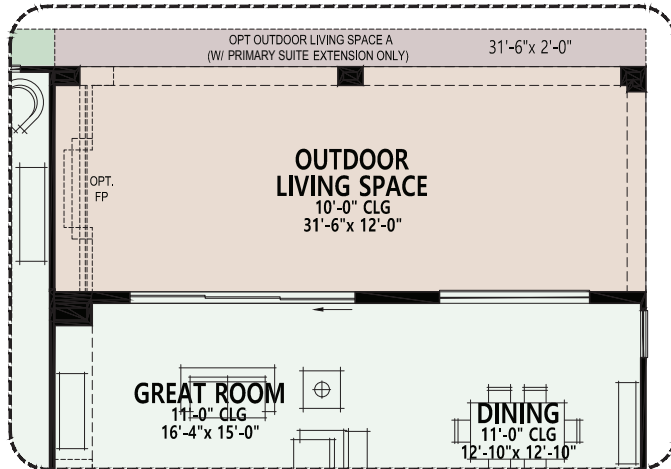 OPT OUTDOOR LIVING SPACE A
(W/ PRIMARY SUITE EXTENSION ONLY)
31'-6"x 2'-0"
OPT.
FP
OUTDOOR
LIVING SPACE
10'-0" CLG
31'-6"x 12'-0"
GREAT ROOM
11'-0" CLG
16'-4"x 15'-0"
DINING
11'-0" CLG
12'-10"x 12'-10"